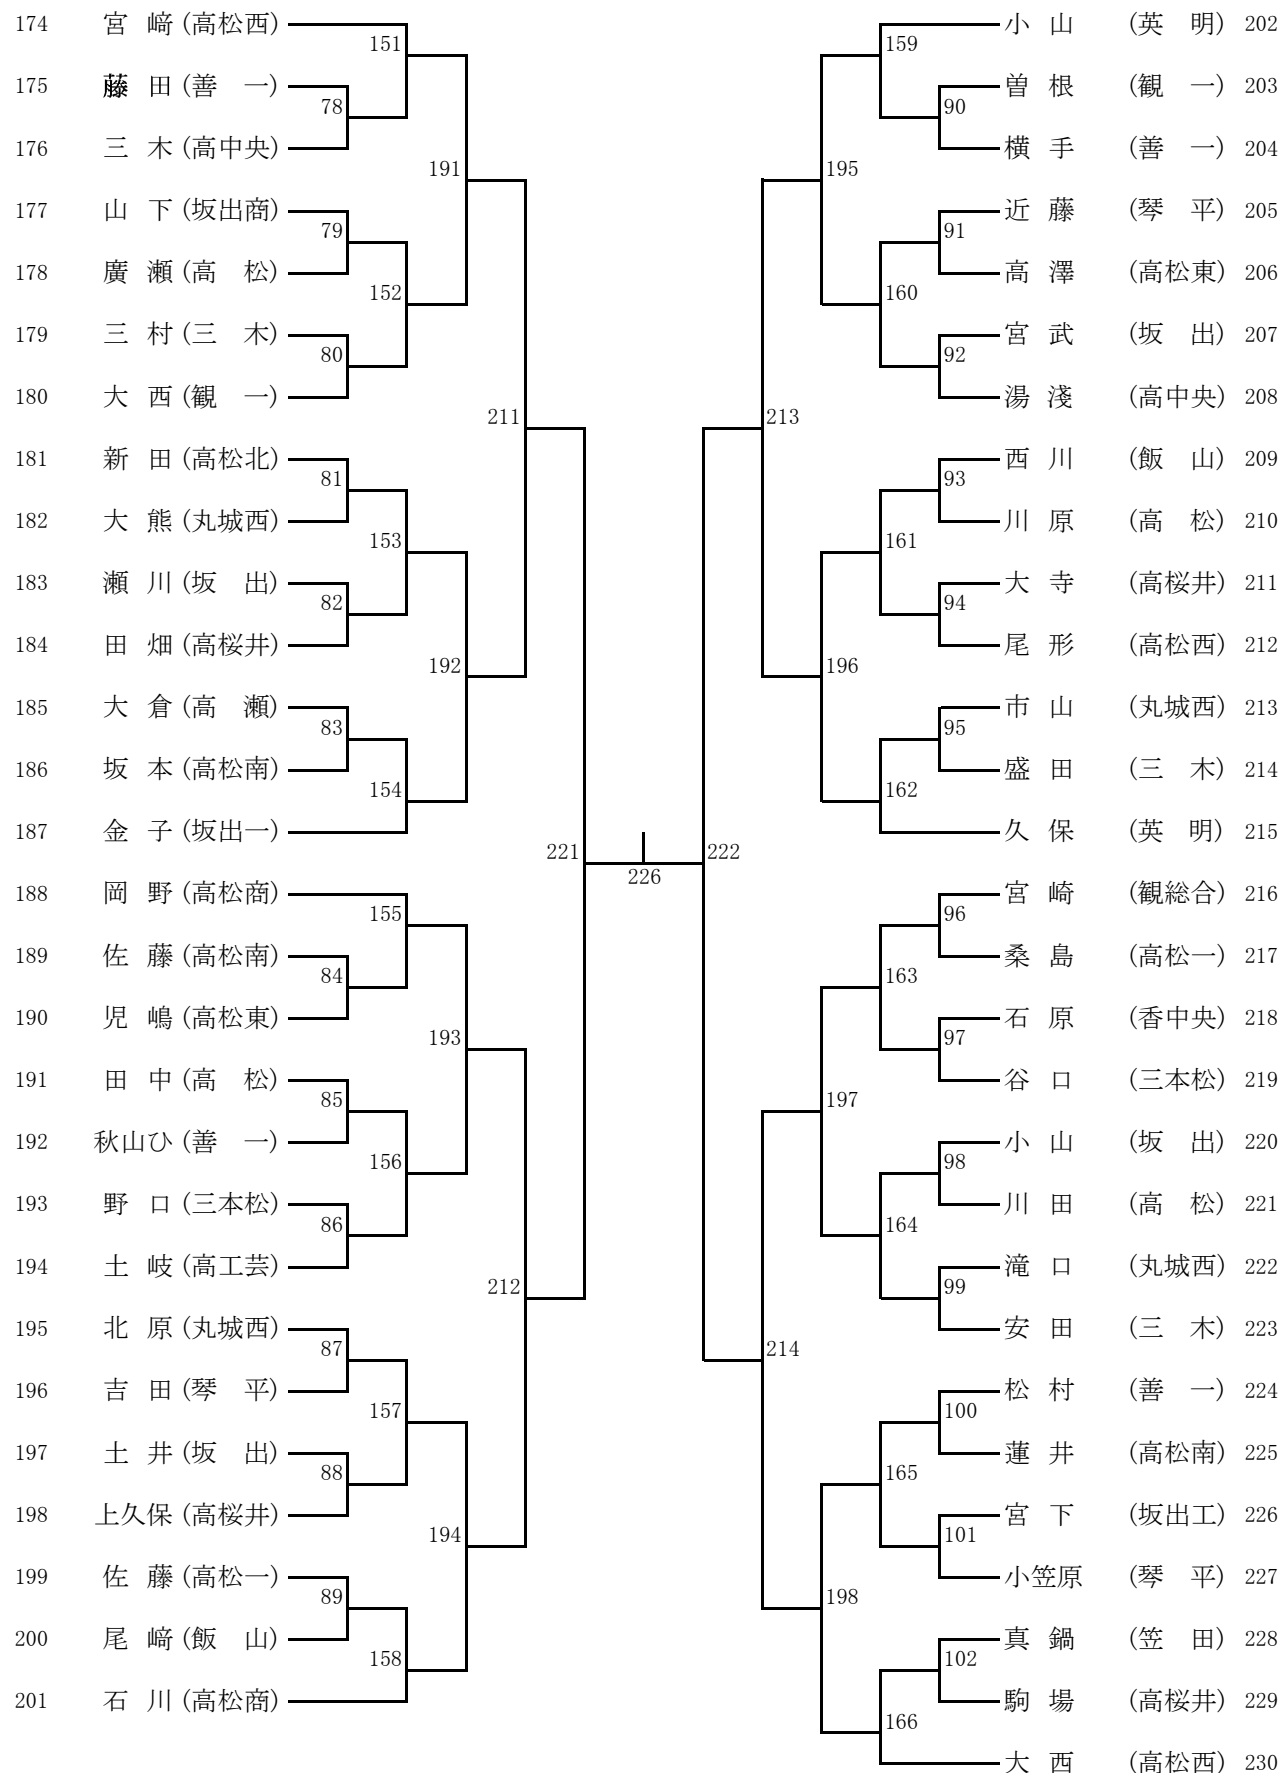 174 宮 﨑 (高松西)
175 藤 田 (善 一)
176 三 木 (高中央)
177 山 下 (坂出商)
178 廣 瀬 (高 松)
179 三 村 (三 木)
180 大 西 (観 一)
181 新 田 (高松北)
182 大 熊 (丸城西)
183 瀬 川 (坂 出)
184 田 畑 (高桜井)
185 大 倉 (高 瀬)
186 坂 本 (高松南)
187 金 子 (坂出一)
188 岡 野 (高松商)
189 佐 藤 (高松南)
190 児 嶋 (高松東)
191 田 中 (高 松)
192 秋山ひ (善 一)
193 野 口 (三本松)
194 土 岐 (高工芸)
195 北 原 (丸城西)
196 吉 田 (琴 平)
197 土 井 (坂 出)
198 上久保 (高桜井)
199 佐 藤 (高松一)
200 尾 﨑 (飯 山)
201 石 川 (高松商)
78
79
80
81
82
83
84
85
86
87
88
89
151
152
153
154
155
156
157
158
191
192
193
194
211
212
221
226
222
213
214
195
196
197
198
159
160
161
162
163
164
165
166
90
91
92
93
94
95
96
97
98
99
100
101
102
小 山 (英 明) 202
曽 根 (観 一) 203
横 手 (善 一) 204
近 藤 (琴 平) 205
高 澤 (高松東) 206
宮 武 (坂 出) 207
湯 淺 (高中央) 208
西 川 (飯 山) 209
川 原 (高 松) 210
大 寺 (高桜井) 211
尾 形 (高松西) 212
市 山 (丸城西) 213
盛 田 (三 木) 214
久 保 (英 明) 215
宮 崎 (観総合) 216
桑 島 (高松一) 217
石 原 (香中央) 218
谷 口 (三本松) 219
小 山 (坂 出) 220
川 田 (高 松) 221
滝 口 (丸城西) 222
安 田 (三 木) 223
松 村 (善 一) 224
蓮 井 (高松南) 225
宮 下 (坂出工) 226
小笠原 (琴 平) 227
真 鍋 (笠 田) 228
駒 場 (高桜井) 229
大 西 (高松西) 230